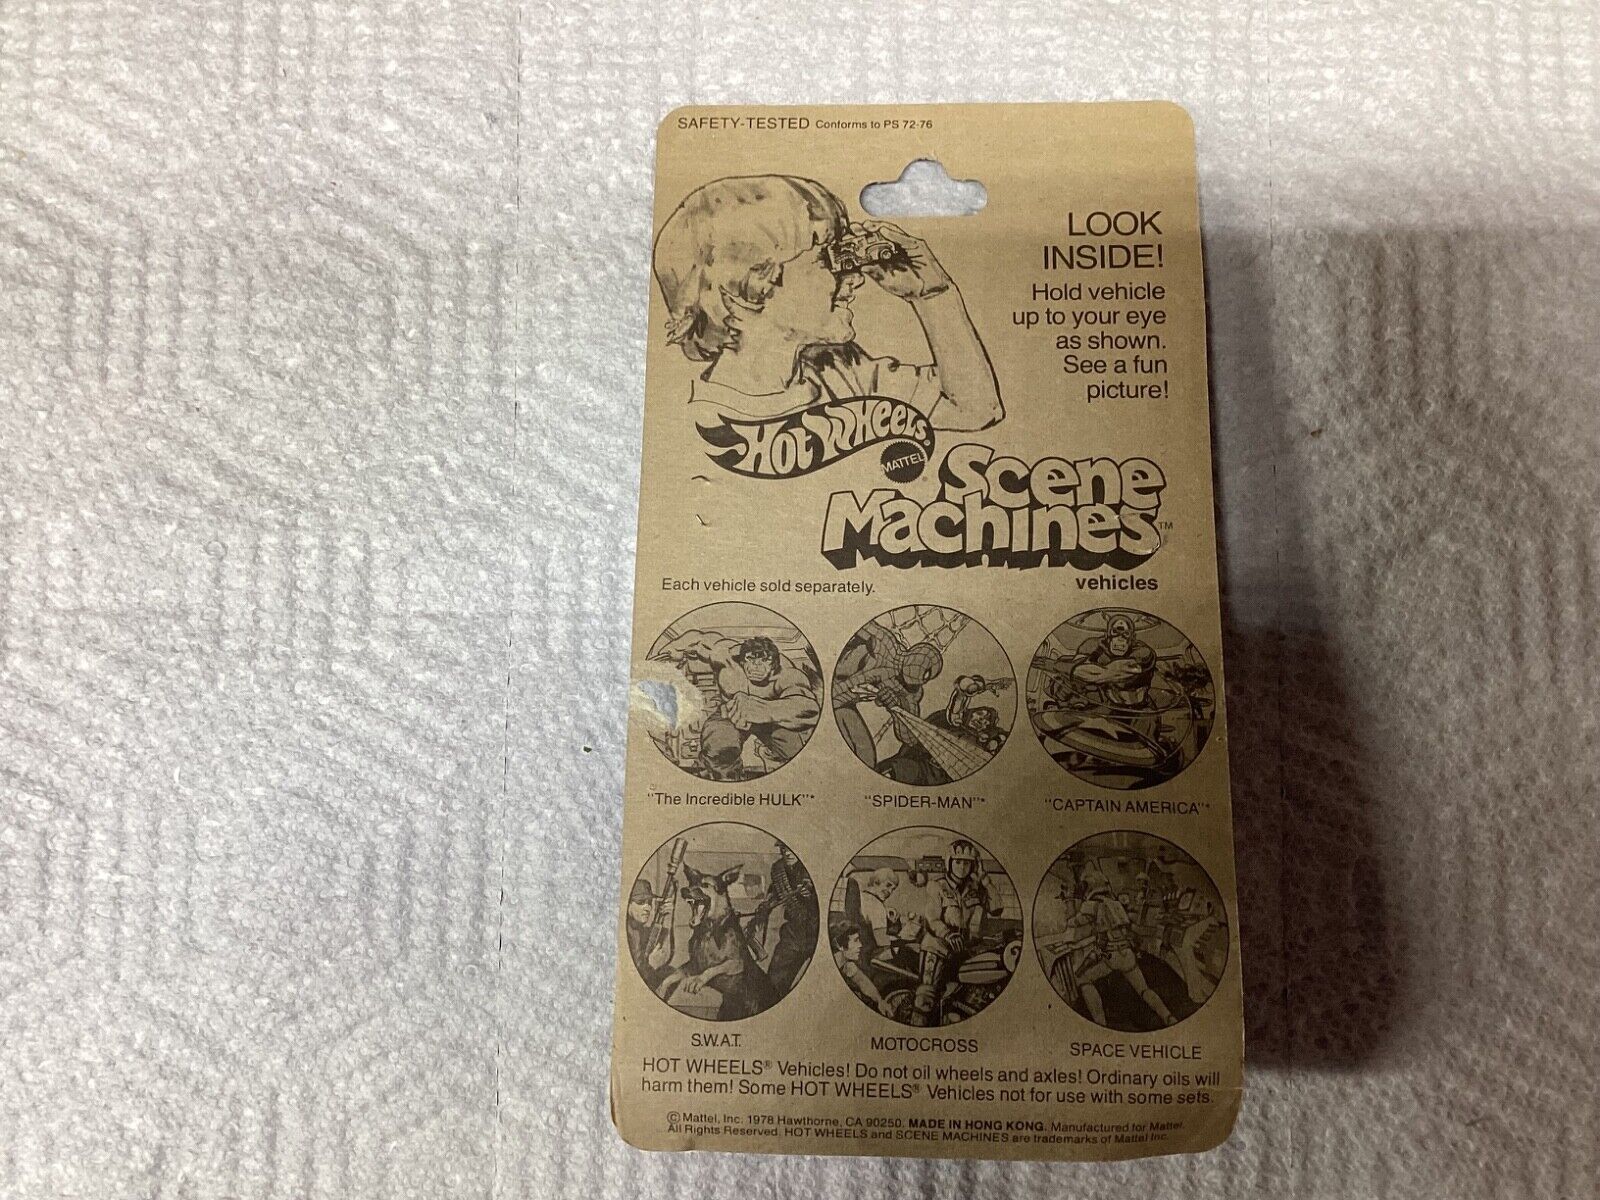 SAFETY-TESTED Conforms to PS 72-76
LOOK
INSIDE!
Hold vehicle
up to your eye
as shown.
See a fun
picture!
Hot Wheels®
MATTEL®
Scene
Machines™
vehicles
Each vehicle sold separately.
"The Incredible HULK"*
"SPIDER-MAN"*
"CAPTAIN AMERICA"*
S.W.A.T.
MOTOCROSS
SPACE VEHICLE
HOT WHEELS® Vehicles! Do not oil wheels and axles! Ordinary oils will
harm them! Some HOT WHEELS® Vehicles not for use with some sets.
© Mattel, Inc. 1978 Hawthorne, CA 90250. MADE IN HONG KONG. Manufactured for Mattel.
All Rights Reserved. HOT WHEELS and SCENE MACHINES are trademarks of Mattel Inc.